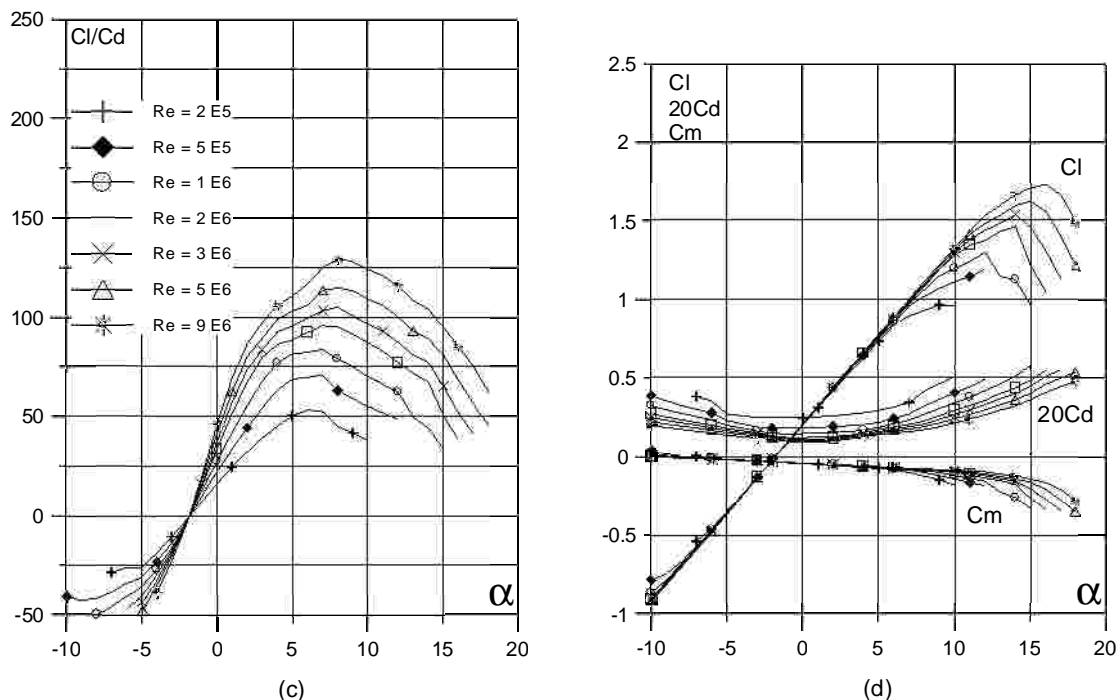 Cl/Cd
250
200
150
100
50
0
-50
Re = 2 E5
Re = 5 E5
Re = 1 E6
Re = 2 E6
Re = 3 E6
Re = 5 E6
Re = 9 E6
α
-10 -5 0 5 10 15 20
(c)
Cl
20Cd
Cm
2.5
2
1.5
1
0.5
0
-0.5
-1
Cl
20Cd
Cm
α
-10 -5 0 5 10 15 20
(d)